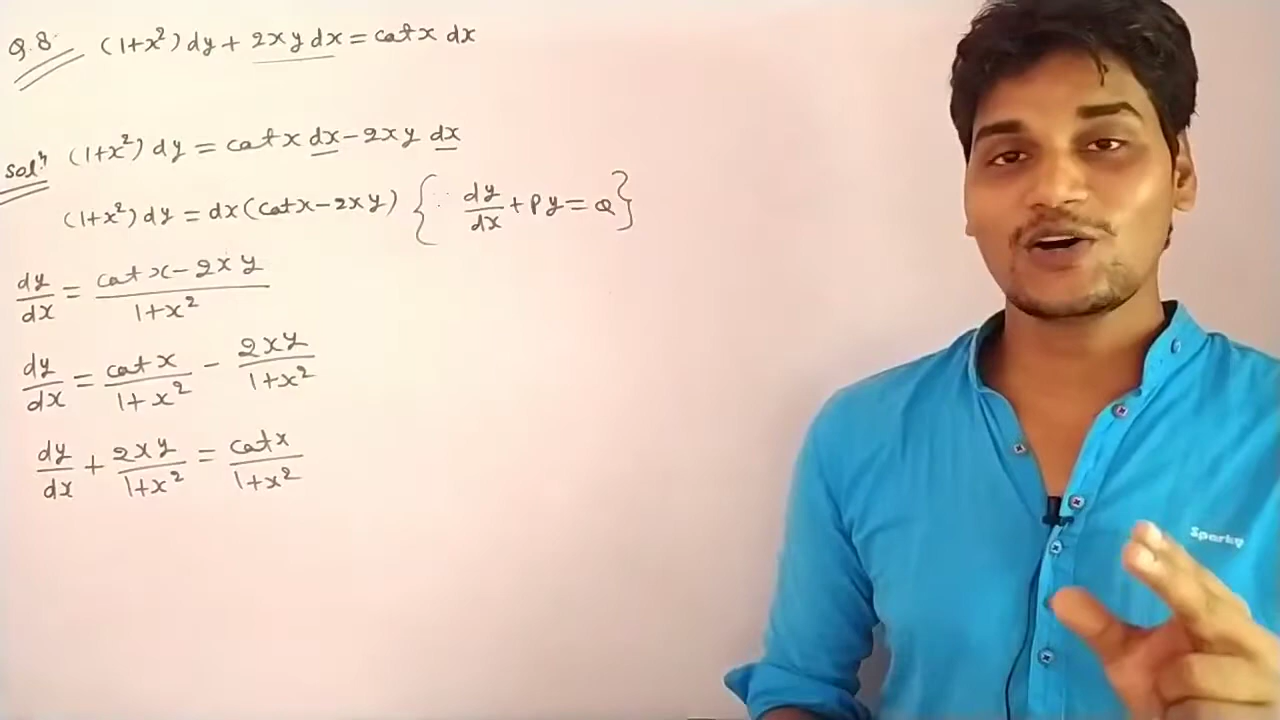 Q.8. (1+x²) dy + 2xy dx = cot x dx
Solⁿ (1+x²) dy = cot x dx - 2xy dx
(1+x²) dy = dx (cot x - 2xy) {∵ dy/dx + Py = Q}
dy/dx = (cot x - 2xy)/(1+x²)
dy/dx = cot x/(1+x²) - 2xy/(1+x²)
dy/dx + 2xy/(1+x²) = cot x/(1+x²)
Sparky